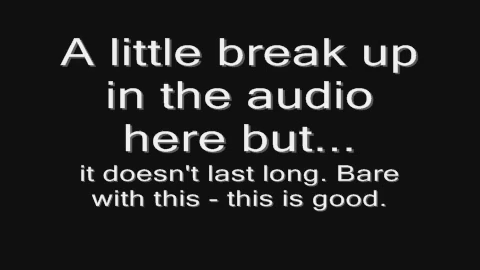 A little break up
in the audio
here but...
it doesn't last long. Bare
with this - this is good.